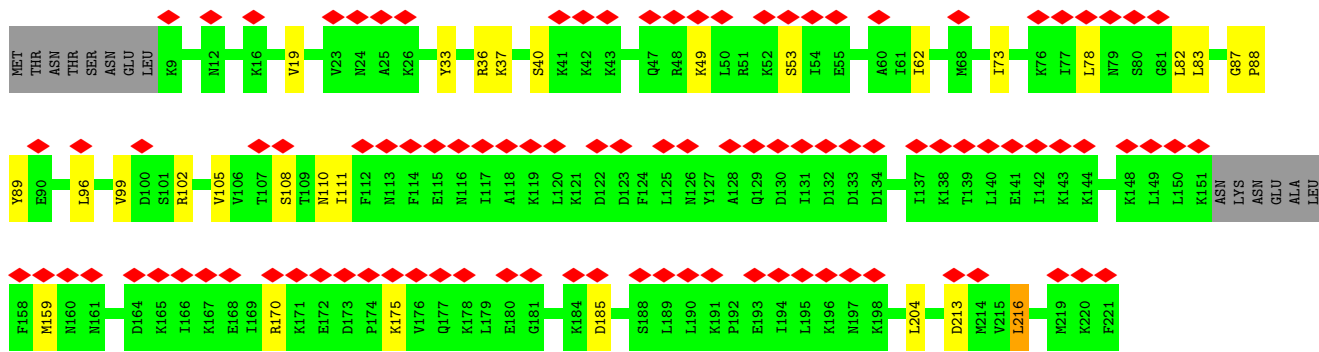 MET THR ASN THR SER ASN GLU LEU K9 N12 K16 V19 V23 N24 A25 K26 Y33 R36 K37 S40 K41 K42 K43 Q47 R48 K49 L50 R51 K52 S53 I54 E55 A60 I61 I62 M68 I73 K76 I77 L78 N79 S80 G81 L82 L83 G87 P88
Y89 E90 L96 V99 D100 S101 R102 V105 V106 T107 S108 T109 N110 I111 F112 N113 F114 E115 N116 I117 A118 K119 L120 K121 D122 D123 F124 L125 N126 Y127 A128 Q129 D130 I131 D132 D133 D134 I137 K138 T139 L140 E141 I142 K143 K144 K148 L149 L150 K151 ASN LYS ASN GLU ALA LEU
F158 M159 N160 N161 D164 K165 I166 K167 E168 I169 R170 K171 E172 D173 P174 K175 V176 Q177 K178 L179 E180 G181 K184 D185 S188 L189 L190 K191 P192 E193 I194 L195 K196 N197 K198 L204 D213 M214 V215 L216 M219 K220 F221